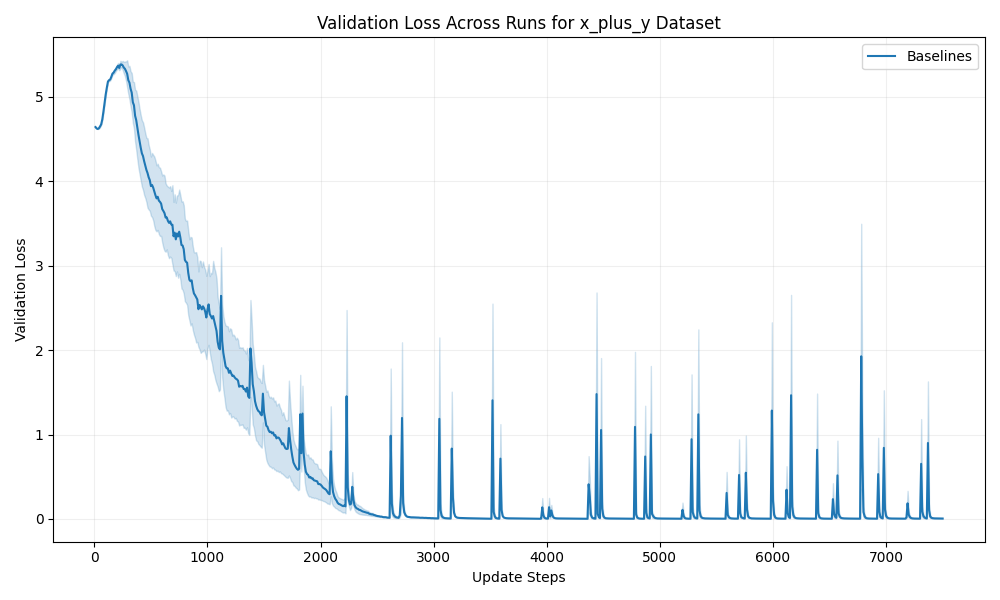 Validation Loss Across Runs for x_plus_y Dataset
Baselines
Validation Loss
5
4
3
2
1
0
0 1000 2000 3000 4000 5000 6000 7000
Update Steps